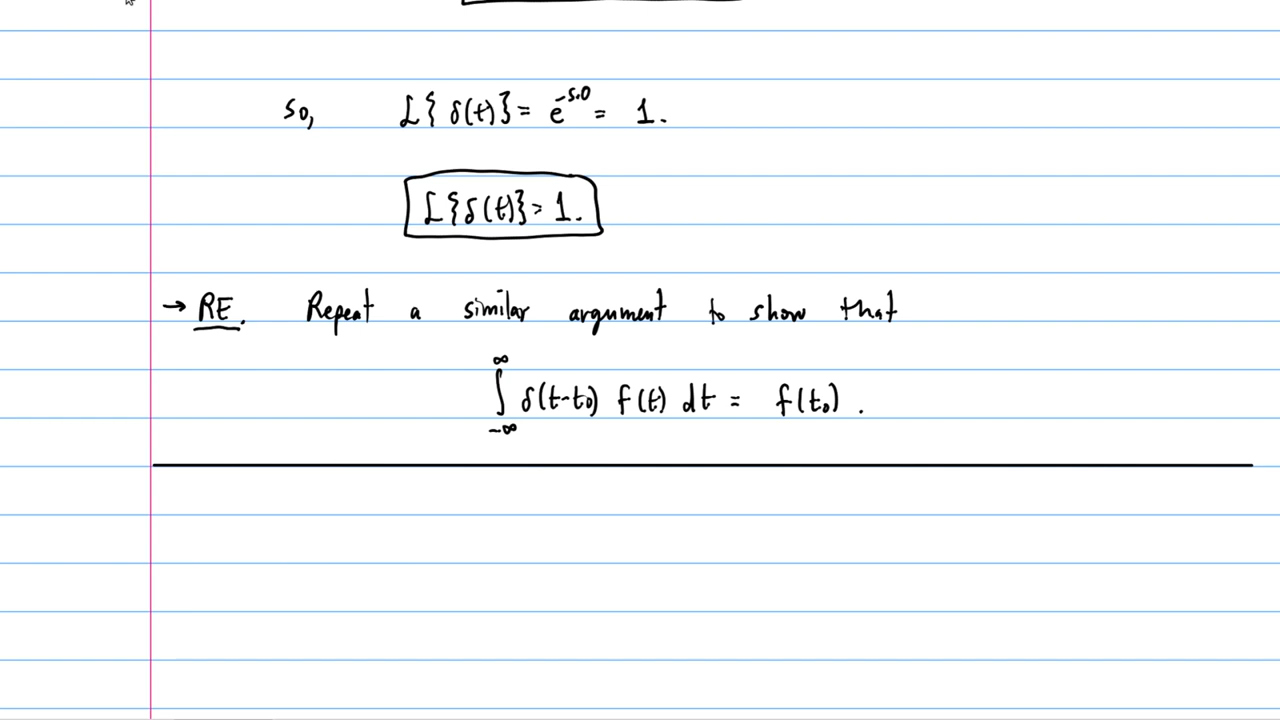 so, L{ δ(t)} = e^{-s.0} = 1.
L{δ(t)} = 1.
→ RE. Repeat a similar argument to show that
∫_{-∞}^{∞} δ(t-t₀) f(t) dt = f(t₀) .